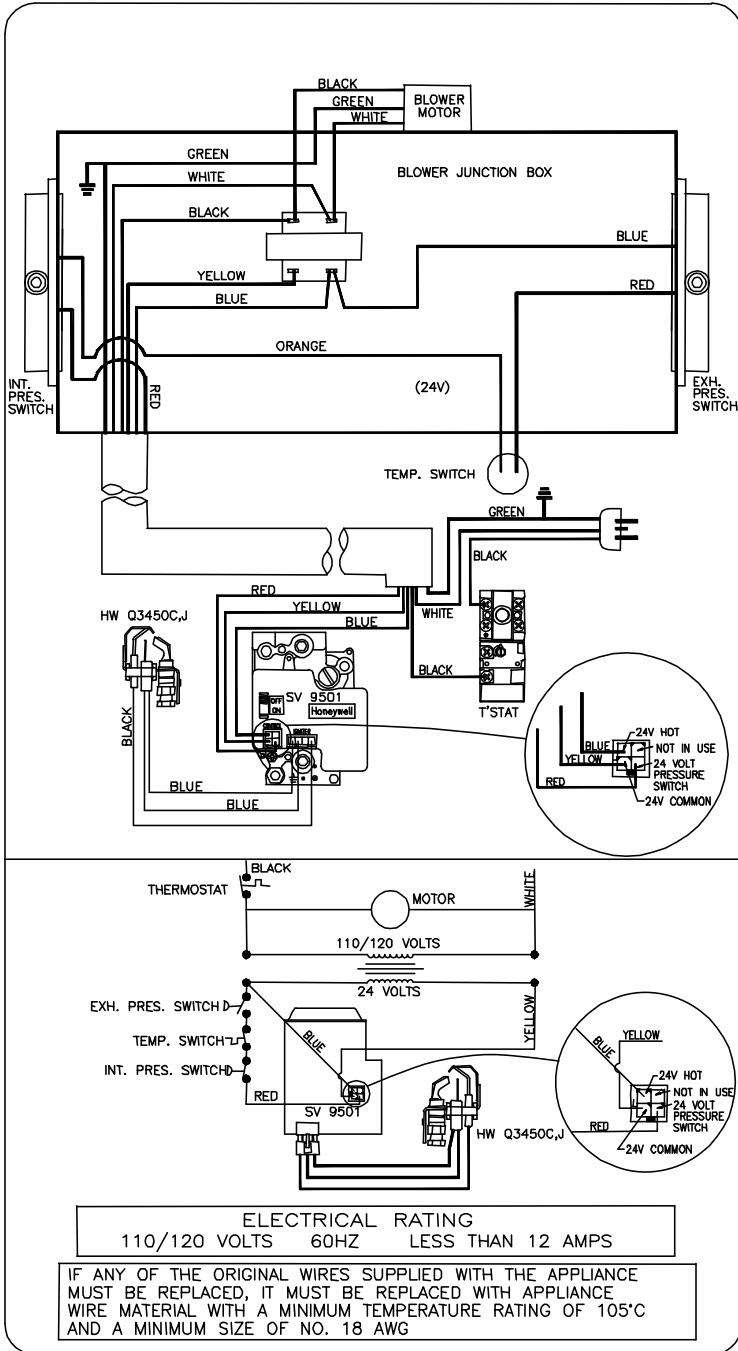 BLACK
GREEN
WHITE
BLOWER
MOTOR
GREEN
WHITE
BLACK
BLOWER JUNCTION BOX
BLUE
YELLOW
BLUE
RED
ORANGE
(24V)
RED
INT.
PRES.
SWITCH
EXH.
PRES.
SWITCH
TEMP. SWITCH
GREEN
BLACK
RED
YELLOW
BLUE
WHITE
HW Q3450C,J
BLACK
SV 9501
OFF
ON
Honeywell
CONTROL
IGNITER
BLACK
T'STAT
BLUE
BLUE
BLUE
YELLOW
RED
24V HOT
NOT IN USE
24 VOLT
PRESSURE
SWITCH
24V COMMON
BLACK
THERMOSTAT
MOTOR
WHITE
110/120 VOLTS
24 VOLTS
EXH. PRES. SWITCH
TEMP. SWITCH
INT. PRES. SWITCH
BLUE
YELLOW
RED
SV 9501
HW Q3450C,J
BLUE
YELLOW
RED
24V HOT
NOT IN USE
24 VOLT
PRESSURE
SWITCH
24V COMMON
ELECTRICAL RATING
110/120 VOLTS 60HZ LESS THAN 12 AMPS
IF ANY OF THE ORIGINAL WIRES SUPPLIED WITH THE APPLIANCE
MUST BE REPLACED, IT MUST BE REPLACED WITH APPLIANCE
WIRE MATERIAL WITH A MINIMUM TEMPERATURE RATING OF 105°C
AND A MINIMUM SIZE OF NO. 18 AWG